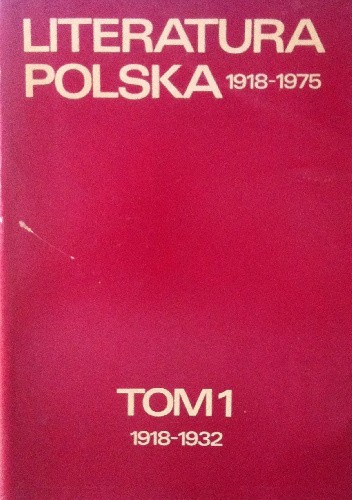 LITERATURA
POLSKA 1918-1975
TOM 1
1918-1932